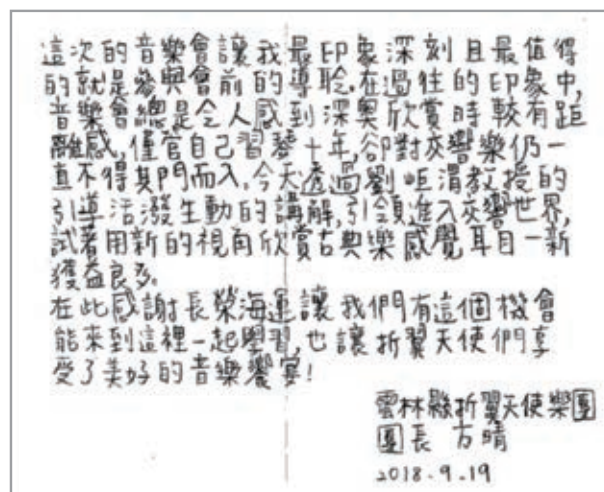 這次的音樂會讓我最印象深刻且最值得
的就是參與會前的導聆.在過往的印象中,
音樂會總是令人感到深奧欣賞時較有距
離感,僅管自己習琴十年,卻對交響樂仍一
直不得其門而入.今天透過劉岠渭教授的
引導活潑生動的講解,引領進入交響世界,
試著用新的視角欣賞古典樂感覺耳目一新
獲益良多.
在此感謝長榮海運讓我們有這個機會
能來到這裡一起學習,也讓折翼天使們享
受了美好的音樂饗宴!
雲林縣折翼天使樂團
團長 方晴
2018.9.19